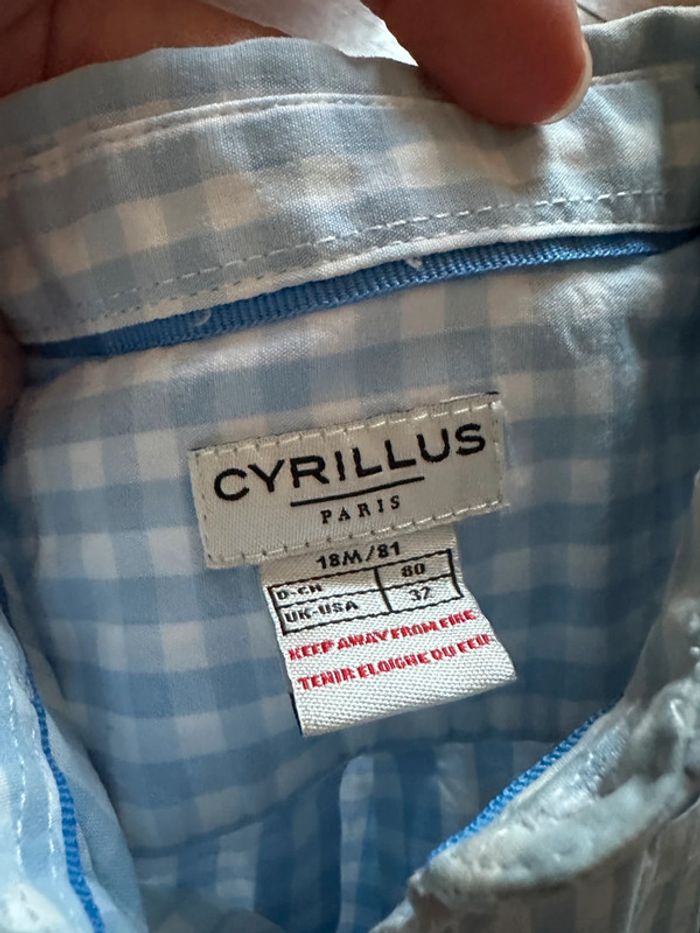 CYRILLUS
PARIS
18M/81
D-CH 80
UK-USA 32
KEEP AWAY FROM FIRE
TENIR ELOIGNE DU FEU